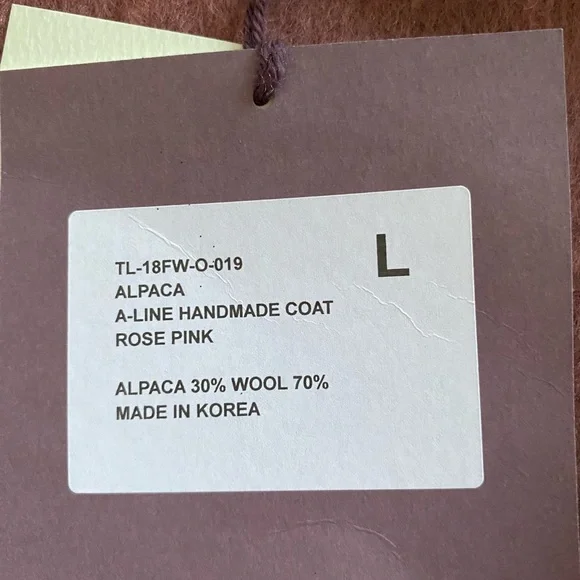 TL-18FW-O-019
L
ALPACA
A-LINE HANDMADE COAT
ROSE PINK
ALPACA 30% WOOL 70%
MADE IN KOREA